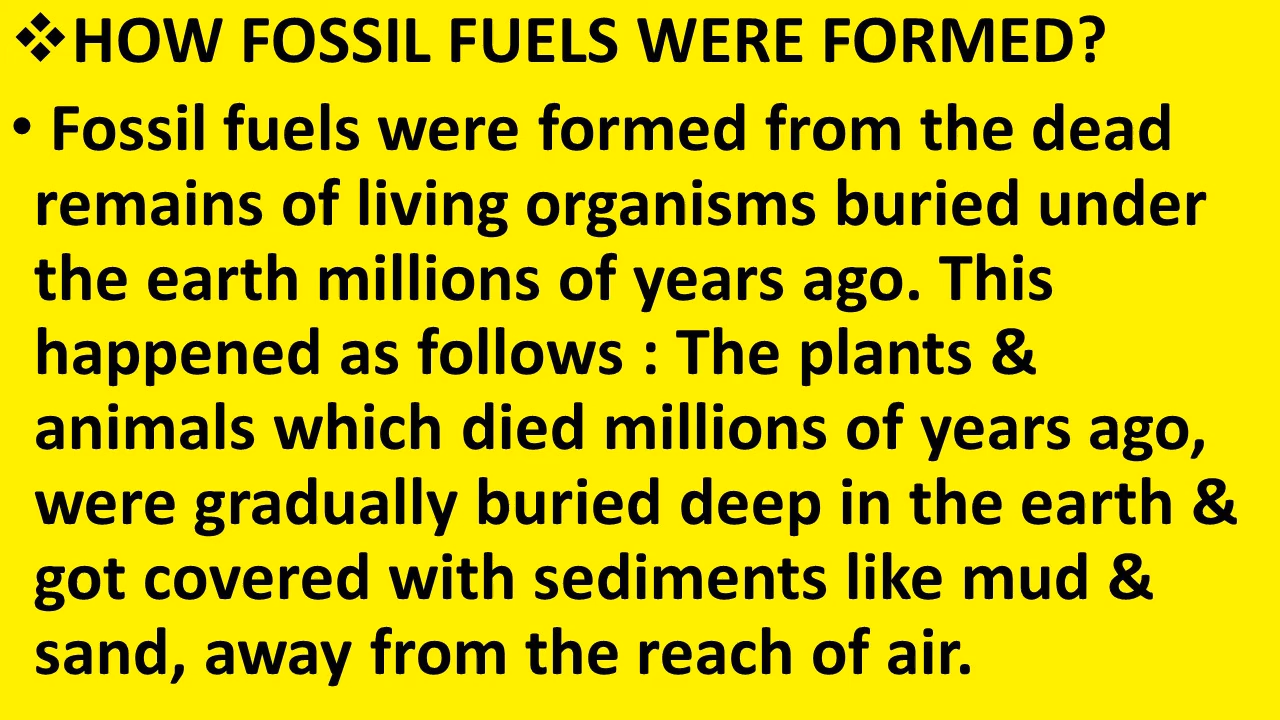 ❖HOW FOSSIL FUELS WERE FORMED?
• Fossil fuels were formed from the dead
remains of living organisms buried under
the earth millions of years ago. This
happened as follows : The plants &
animals which died millions of years ago,
were gradually buried deep in the earth &
got covered with sediments like mud &
sand, away from the reach of air.